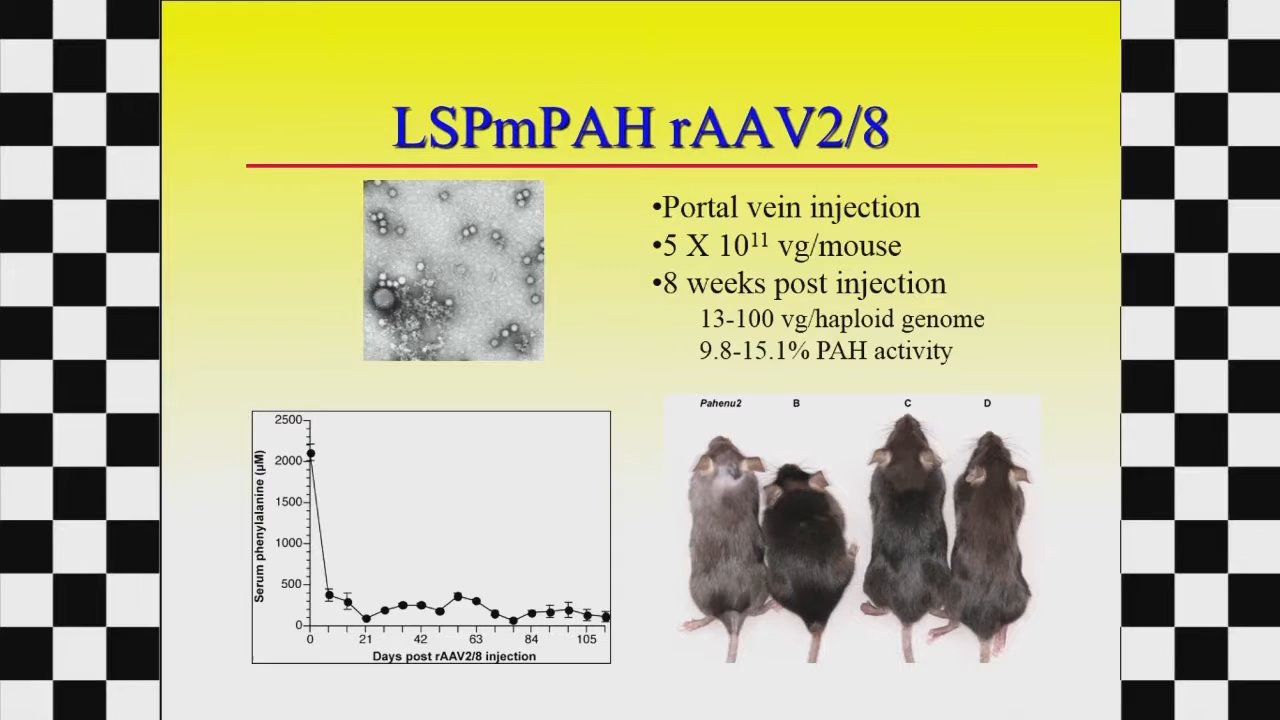 LSPmPAH rAAV2/8
•Portal vein injection
•5 X 10¹¹ vg/mouse
•8 weeks post injection
13-100 vg/haploid genome
9.8-15.1% PAH activity
2500
2000
1500
1000
500
0
Serum phenylalanine (µM)
0 21 42 63 84 105
Days post rAAV2/8 injection
Pahenu2 B C D